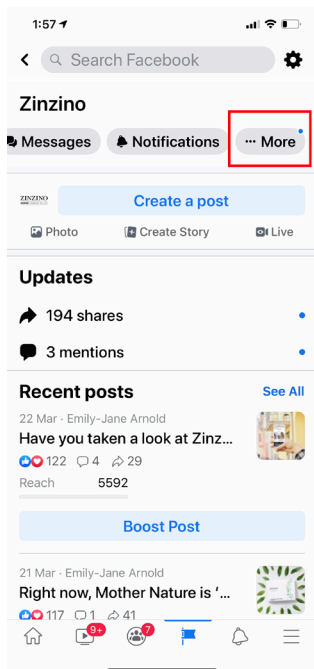 1:57
Search Facebook
Zinzino
Messages Notifications ··· More
ZINZINO Create a post
Photo Create Story Live
Updates
194 shares
3 mentions
Recent posts See All
22 Mar · Emily-Jane Arnold
Have you taken a look at Zinz...
122 4 29
Reach 5592
Boost Post
21 Mar · Emily-Jane Arnold
Right now, Mother Nature is ‘...
117 1 41
9+ 7